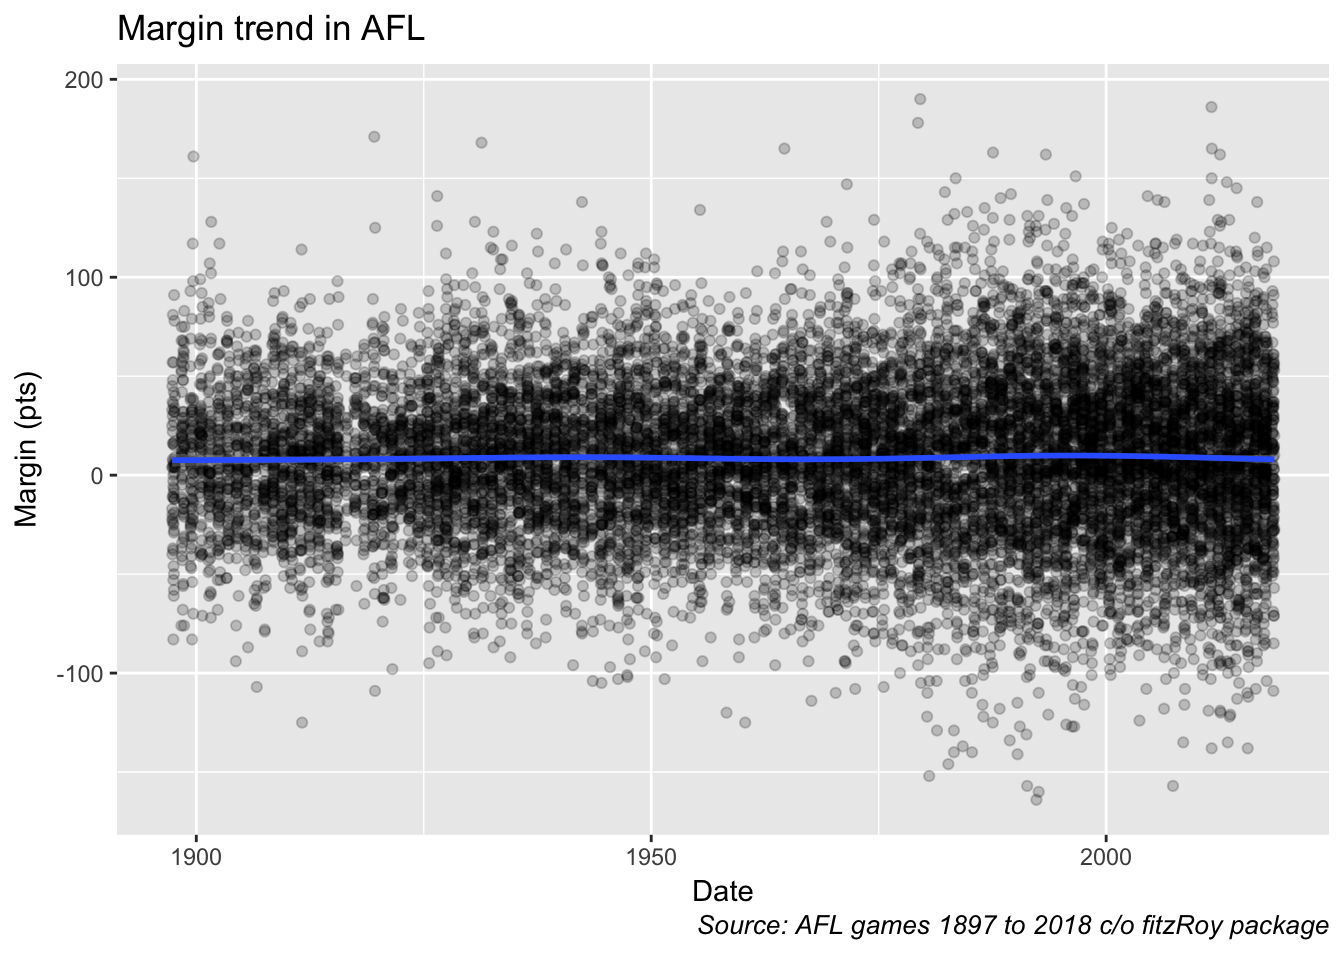 Margin trend in AFL
200
100
0
-100
Margin (pts)
1900
1950
2000
Date
Source: AFL games 1897 to 2018 c/o fitzRoy package